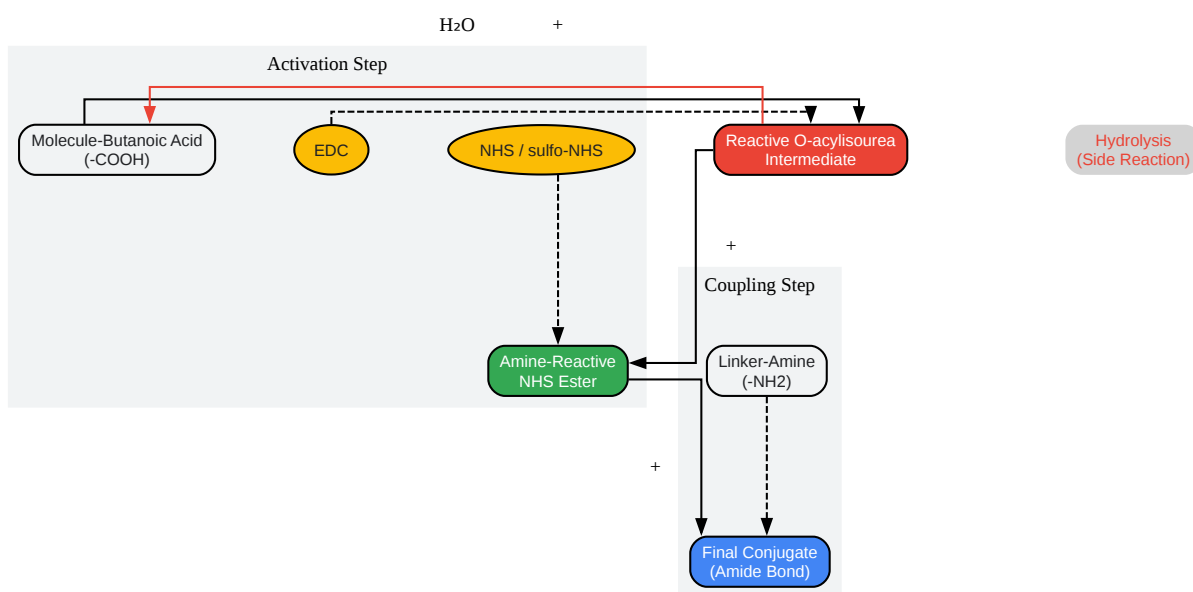 H₂O +
Activation Step
Molecule-Butanoic Acid
(-COOH)
EDC
NHS / sulfo-NHS
Reactive O-acylisourea
Intermediate
Hydrolysis
(Side Reaction)
+
Coupling Step
Amine-Reactive
NHS Ester
Linker-Amine
(-NH2)
+
Final Conjugate
(Amide Bond)